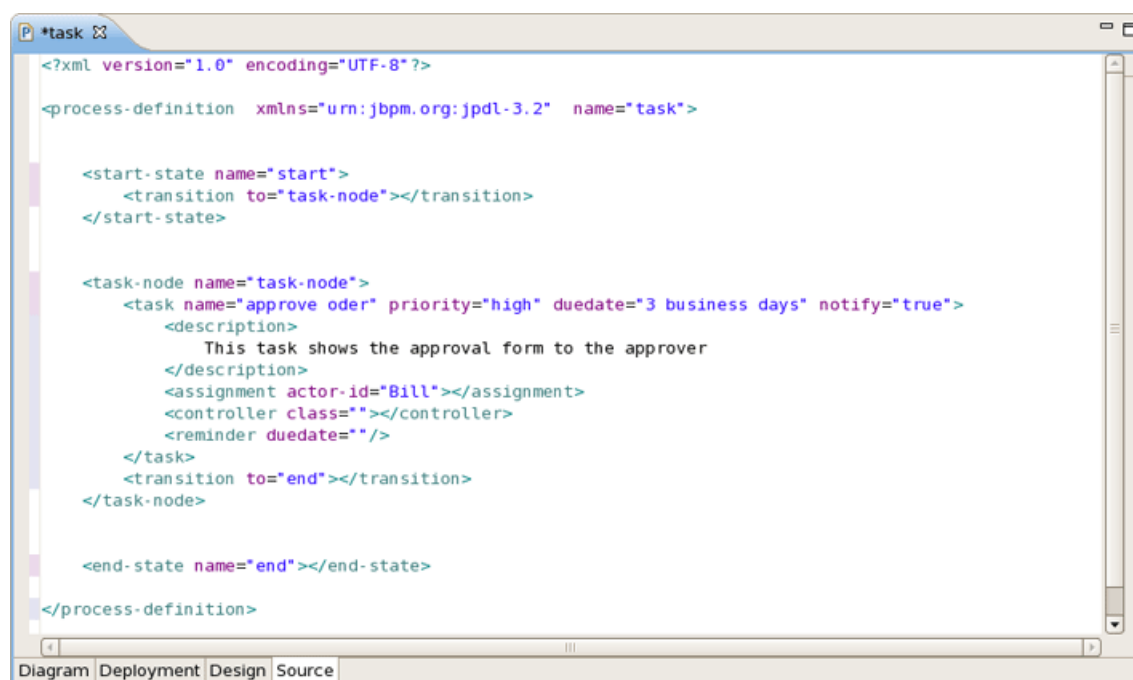 *task
<?xml version="1.0" encoding="UTF-8"?>
<process-definition  xmlns="urn:jbpm.org:jpdl-3.2"  name="task">
    <start-state name="start">
        <transition to="task-node"></transition>
    </start-state>
    <task-node name="task-node">
        <task name="approve oder" priority="high" duedate="3 business days" notify="true">
            <description>
                This task shows the approval form to the approver
            </description>
            <assignment actor-id="Bill"></assignment>
            <controller class=""></controller>
            <reminder duedate=""/>
        </task>
        <transition to="end"></transition>
    </task-node>
    <end-state name="end"></end-state>
</process-definition>
Diagram Deployment Design Source